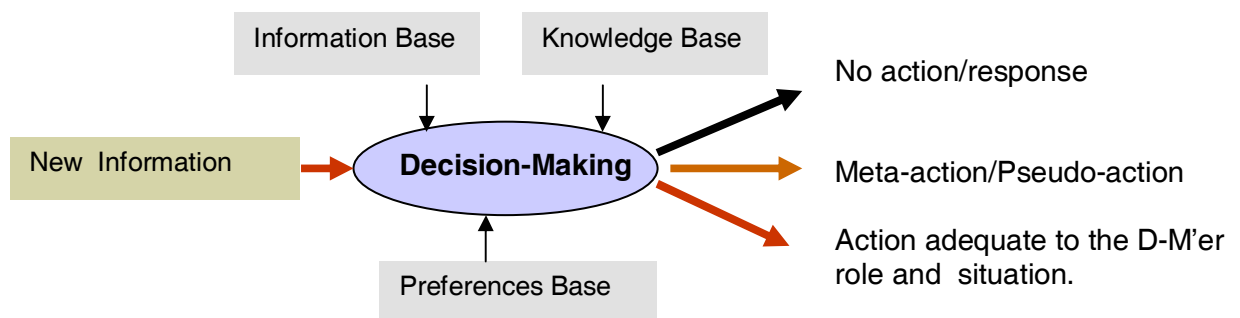 Information Base
Knowledge Base
No action/response
New Information
Decision-Making
Meta-action/Pseudo-action
Action adequate to the D-M'er
role and situation.
Preferences Base